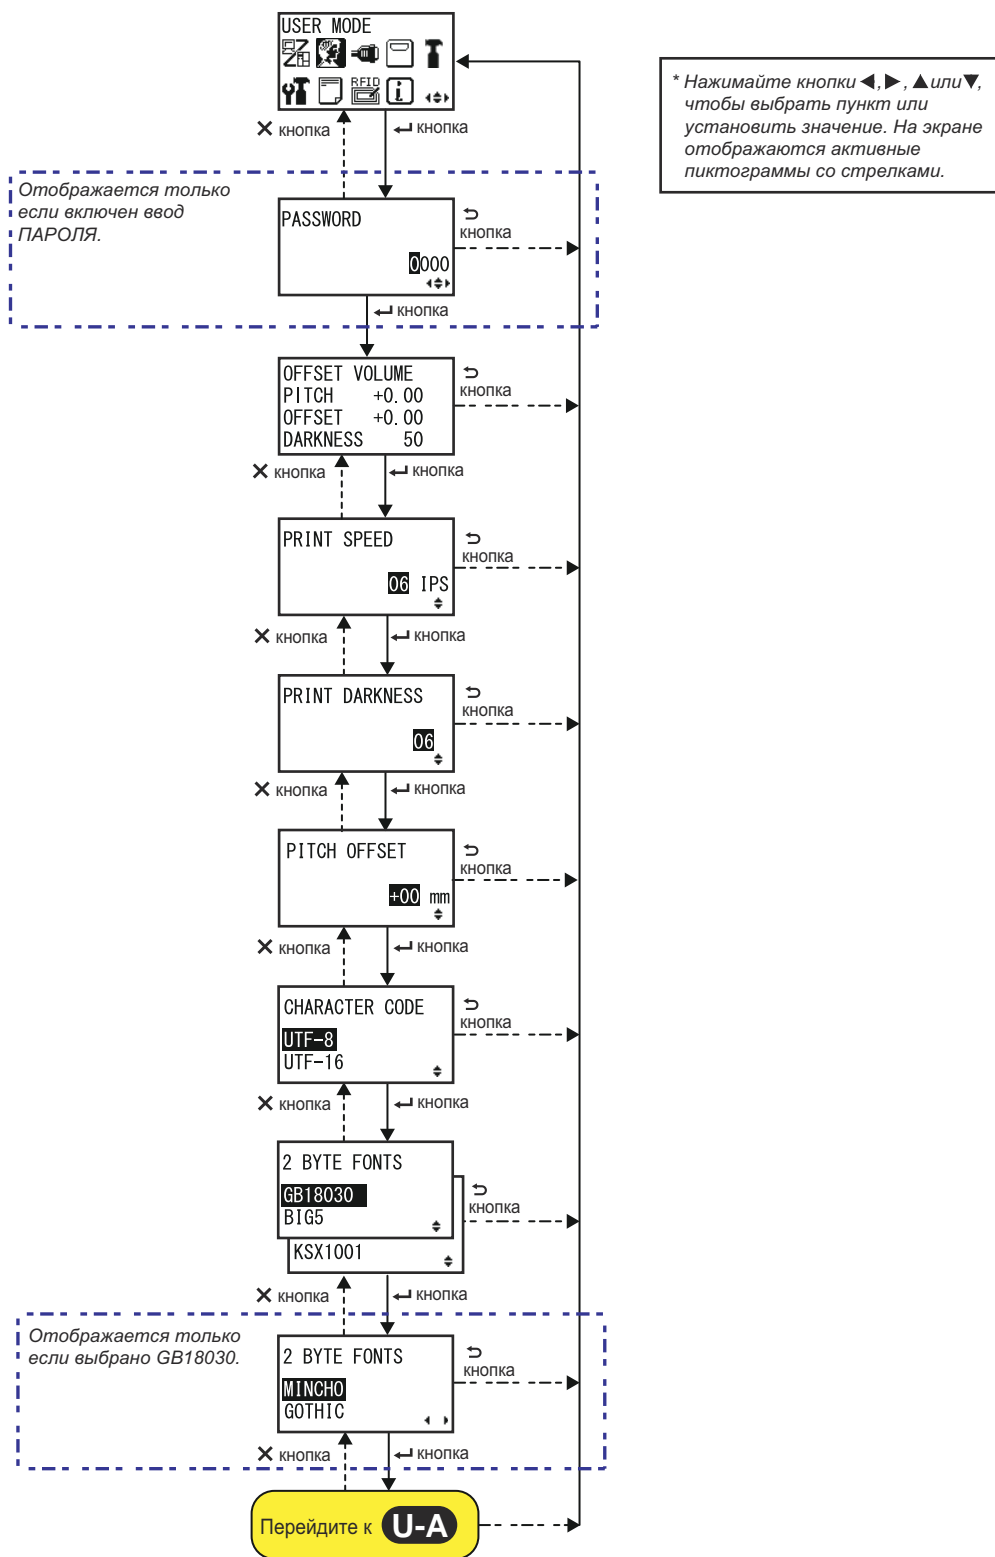 USER MODE
RFID
i
✕ кнопка
↵ кнопка
* Нажимайте кнопки ◀, ▶, ▲ или ▼,
чтобы выбрать пункт или
установить значение. На экране
отображаются активные
пиктограммы со стрелками.
Отображается только
если включен ввод
ПАРОЛЯ.
PASSWORD
0000
кнопка
↵ кнопка
OFFSET VOLUME
PITCH +0.00
OFFSET +0.00
DARKNESS 50
кнопка
✕ кнопка
↵ кнопка
PRINT SPEED
06 IPS
кнопка
✕ кнопка
↵ кнопка
PRINT DARKNESS
06
кнопка
✕ кнопка
↵ кнопка
PITCH OFFSET
+00 mm
кнопка
✕ кнопка
↵ кнопка
CHARACTER CODE
UTF-8
UTF-16
кнопка
✕ кнопка
↵ кнопка
2 BYTE FONTS
GB18030
BIG5
KSX1001
кнопка
✕ кнопка
↵ кнопка
Отображается только
если выбрано GB18030.
2 BYTE FONTS
MINCHO
GOTHIC
кнопка
✕ кнопка
↵ кнопка
Перейдите к U-A